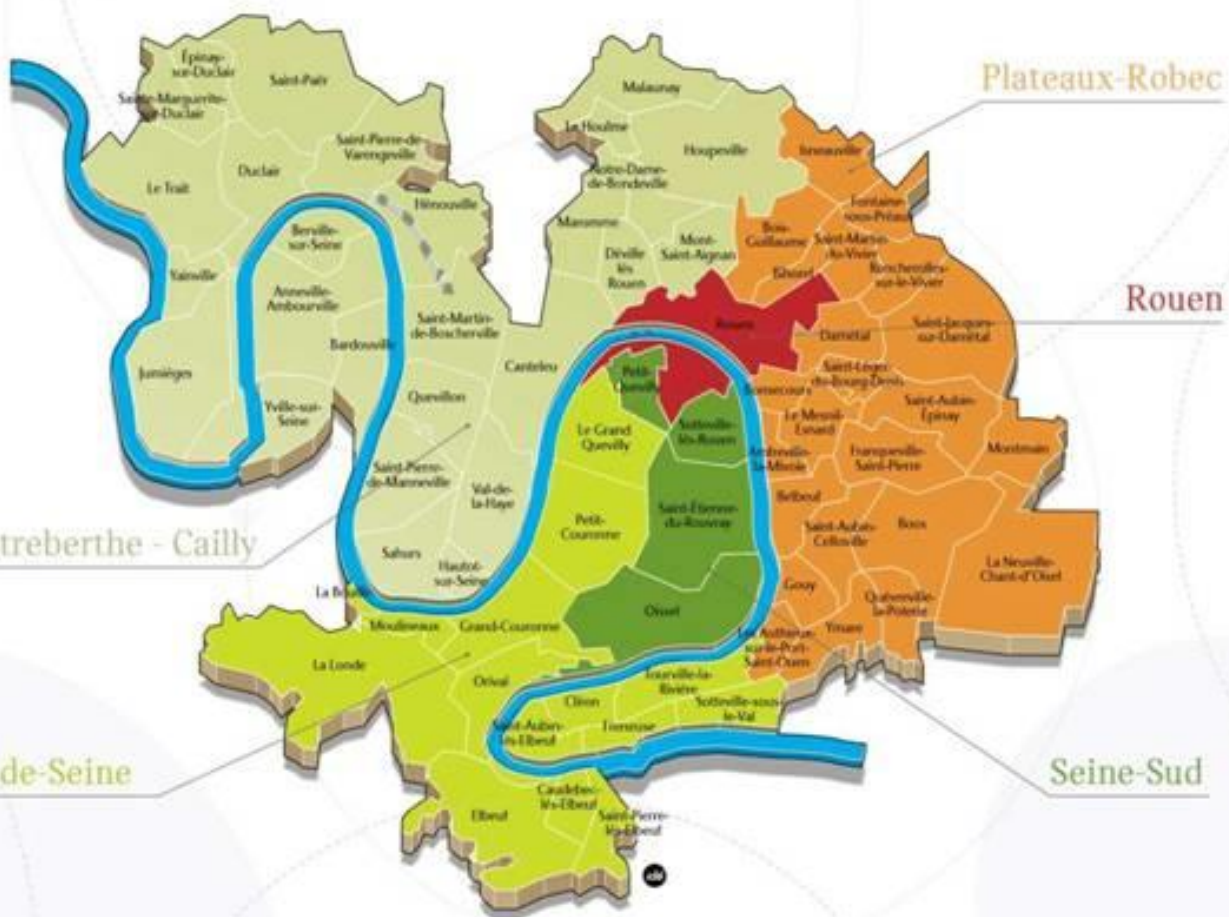 Plateaux-Robec
Rouen
Seine-Sud
treberthe - Cailly
de-Seine
Épinay-
sur-Duclair
Saint-Paër
Sainte-Marguerite-
sur-Duclair
Saint-Pierre-de-
Varengeville
Le Trait
Duclair
Hénouville
Berville-
sur-Seine
Yainville
Anneville-
Ambourville
Saint-Martin-
de-Boscherville
Bardouville
Jumièges
Yville-sur-
Seine
Quevillon
Canteleu
Saint-Pierre-
de-Manneville
Val-de-
la-Haye
Sahurs
Hautot-
sur-Seine
Malaunay
Le Houlme
Houpeville
Notre-Dame-
de-Bondeville
Maromme
Mont-
Saint-Aignan
Déville
lès
Rouen
Isneauville
Fontaine-
sous-Préaux
Bois-
Guillaume
Saint-Martin-
du-Vivier
Bihorel
Roncherolles-
sur-le-Vivier
Rouen
Darnétal
Saint-Jacques-
sur-Darnétal
Saint-Léger-
du-Bourg-Denis
Bonsecours
Le Mesnil-
Esnard
Saint-Aubin-
Épinay
Amfreville-
la-Mivoie
Franqueville-
Saint-Pierre
Montmain
Belbeuf
Saint-Aubin-
Celloville
Boos
La Neuville-
Chant-d'Oisel
Gouy
Quévreville-
la-Poterie
Ymare
Les Authieux-
sur-le-Port-
Saint-Ouen
Petit-
Quevilly
Sotteville-
lès-Rouen
Saint-Étienne-
du-Rouvray
Oissel
Le Grand
Quevilly
Petit-
Couronne
La Bouille
Moulineaux
Grand-Couronne
La Londe
Orival
Tourville-la-
Rivière
Cléon
Sotteville-sous-
le-Val
Freneuse
Saint-Aubin-
lès-Elbeuf
Caudebec-
lès-Elbeuf
Elbeuf
Saint-Pierre-
lès-Elbeuf